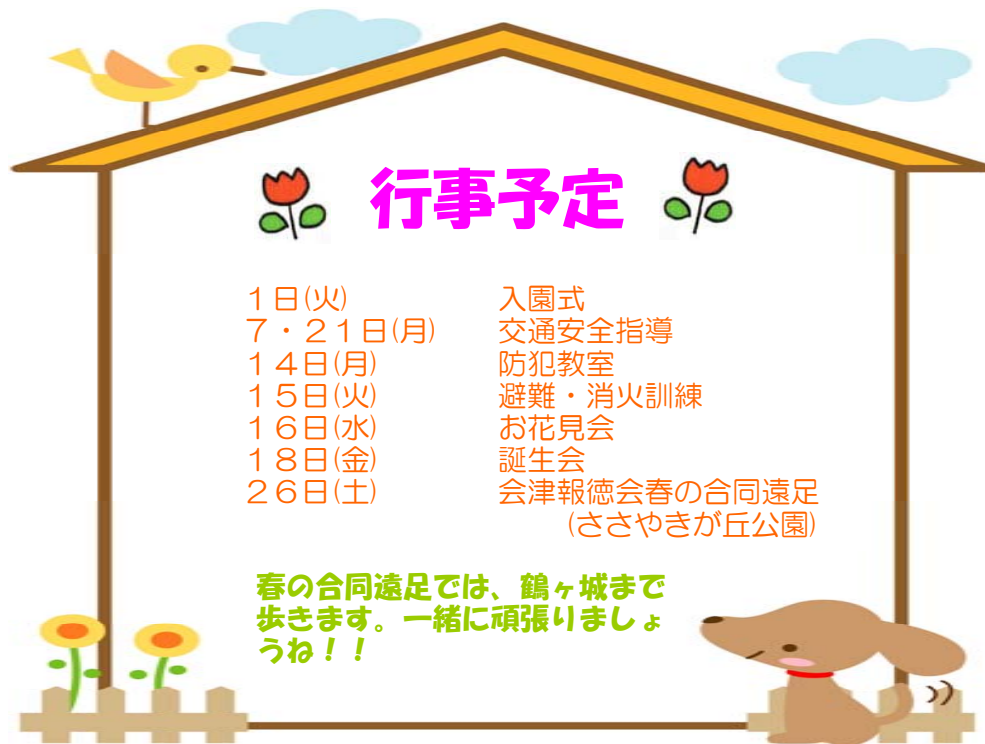 行事予定
１日(火) 入園式
７・２１日(月) 交通安全指導
１４日(月) 防犯教室
１５日(火) 避難・消火訓練
１６日(水) お花見会
１８日(金) 誕生会
２６日(土) 会津報徳会春の合同遠足
(ささやきが丘公園)
春の合同遠足では、鶴ヶ城まで
歩きます。一緒に頑張りましょ
うね！！